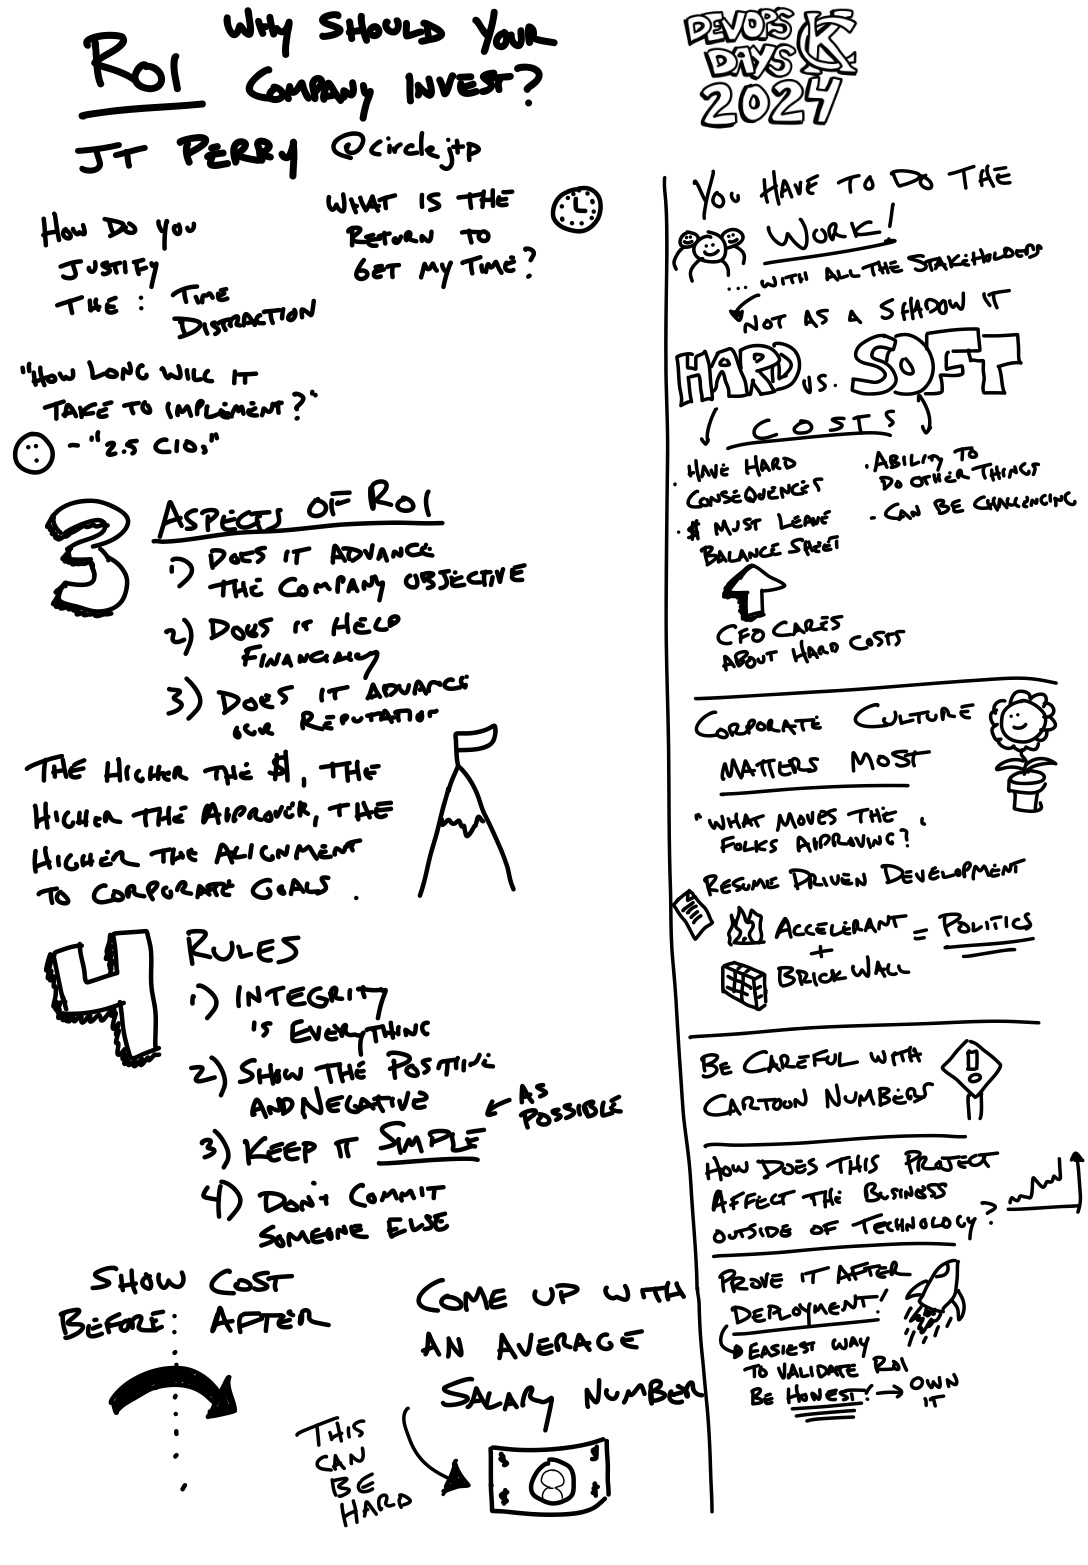 ROI
WHY SHOULD YOUR
COMPANY INVEST?
JT PERRY @circlejtp
HOW DO YOU
JUSTIFY
THE : TIME
DISTRACTION
WHAT IS THE
RETURN TO
GET MY TIME?
"HOW LONG WILL IT
TAKE TO IMPLEMENT?"
- "2.5 CIOs"
3 ASPECTS OF ROI
1) DOES IT ADVANCE
THE COMPANY OBJECTIVE
2) DOES IT HELP
FINANCIALLY
3) DOES IT ADVANCE
OUR REPUTATION
THE HIGHER THE $, THE
HIGHER THE APPROVER, THE
HIGHER THE ALIGNMENT
TO CORPORATE GOALS.
4 RULES
1) INTEGRITY
IS EVERYTHING
2) SHOW THE POSITIVE
AND NEGATIVE
3) KEEP IT SIMPLE
AS
POSSIBLE
4) DON'T COMMIT
SOMEONE ELSE
SHOW COST
BEFORE: AFTER
COME UP WITH
AN AVERAGE
SALARY NUMBER
THIS
CAN
BE
HARD
DEVOPS
DAYS KC
2024
YOU HAVE TO DO THE
WORK!
... WITH ALL THE STAKEHOLDERS
NOT AS A SHADOW IT
HARD VS. SOFT
COSTS
· HAVE HARD
CONSEQUENCES
· $ MUST LEAVE
BALANCE SHEET
· ABILITY TO
DO OTHER THINGS
· CAN BE CHALLENGING
CFO CARES
ABOUT HARD COSTS
CORPORATE CULTURE
MATTERS MOST
"WHAT MOVES THE
FOLKS APPROVING?"
RESUME DRIVEN DEVELOPMENT
ACCELERANT = POLITICS
+
BRICK WALL
BE CAREFUL WITH
CARTOON NUMBERS
!
HOW DOES THIS PROJECT
AFFECT THE BUSINESS
OUTSIDE OF TECHNOLOGY?
PROVE IT AFTER
DEPLOYMENT!
EASIEST WAY
TO VALIDATE ROI
BE HONEST! → OWN
IT